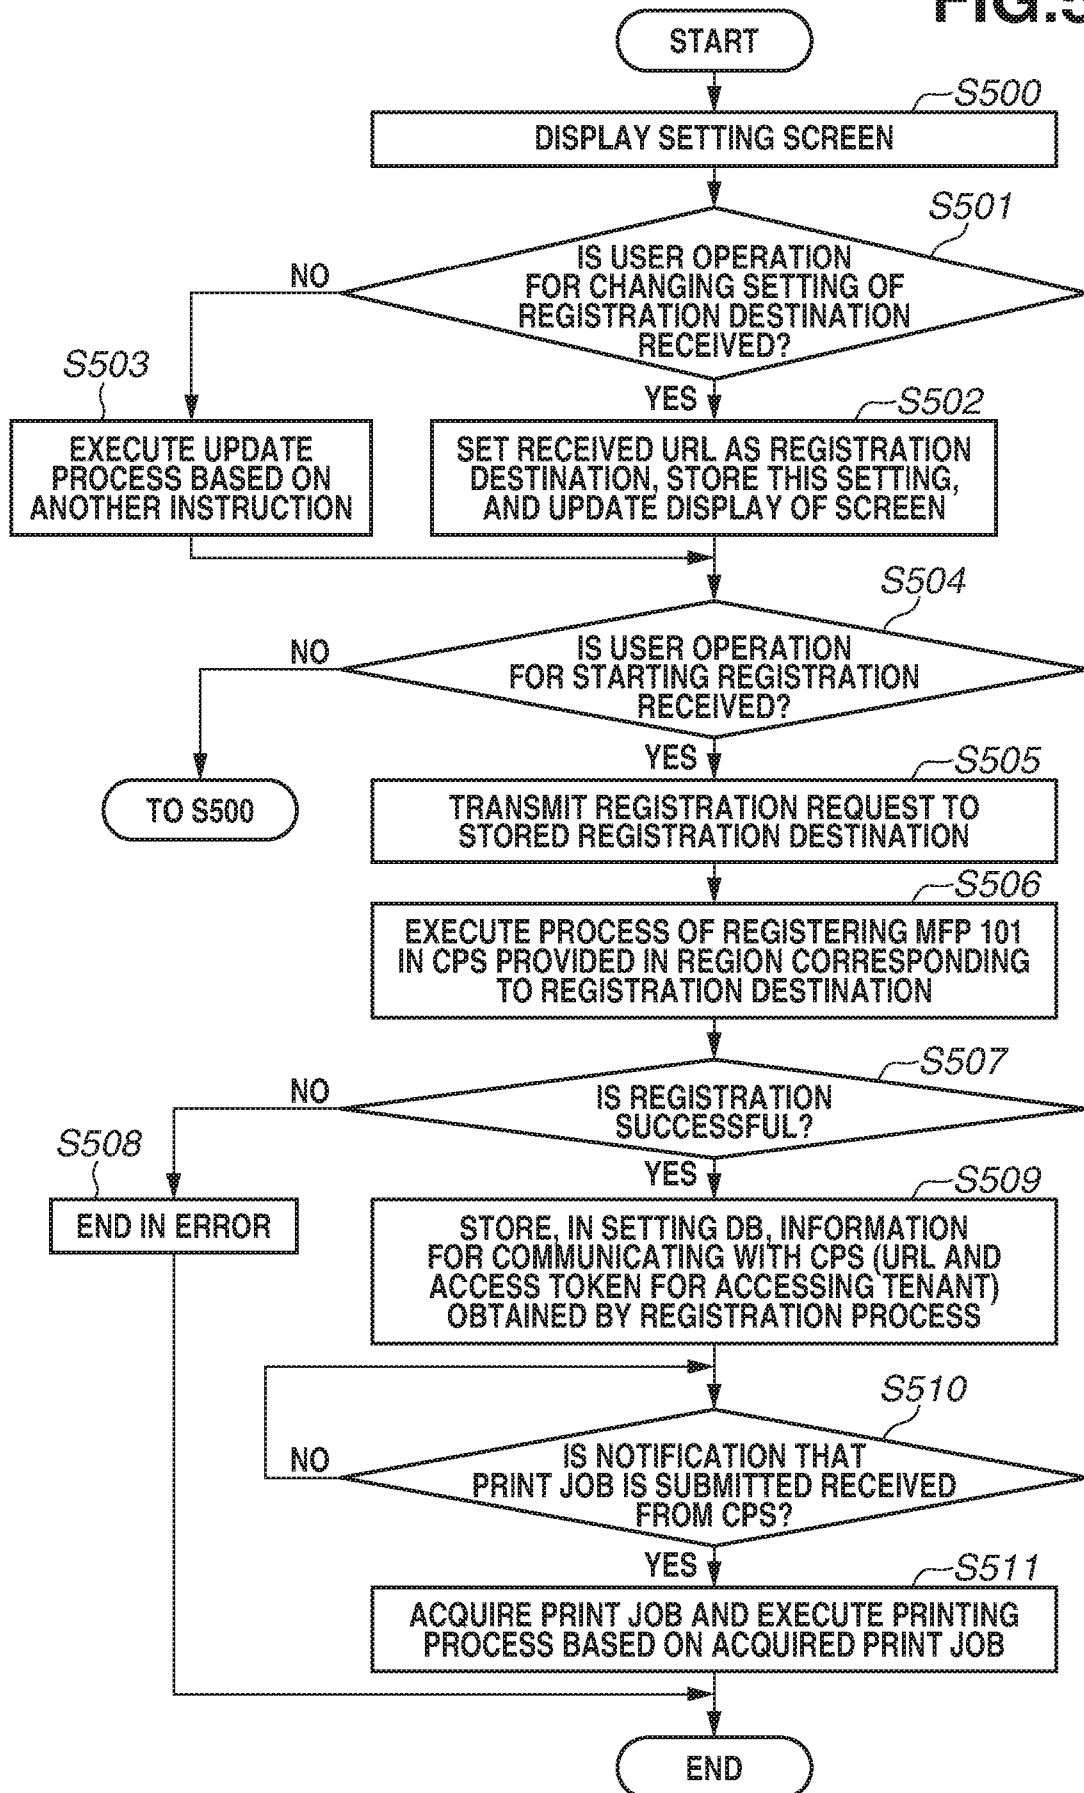 FIG.5
START
S500
DISPLAY SETTING SCREEN
S501
IS USER OPERATION
FOR CHANGING SETTING OF
REGISTRATION DESTINATION
RECEIVED?
NO
YES
S503
EXECUTE UPDATE
PROCESS BASED ON
ANOTHER INSTRUCTION
S502
SET RECEIVED URL AS REGISTRATION
DESTINATION, STORE THIS SETTING,
AND UPDATE DISPLAY OF SCREEN
S504
IS USER OPERATION
FOR STARTING REGISTRATION
RECEIVED?
NO
YES
TO S500
S505
TRANSMIT REGISTRATION REQUEST TO
STORED REGISTRATION DESTINATION
S506
EXECUTE PROCESS OF REGISTERING MFP 101
IN CPS PROVIDED IN REGION CORRESPONDING
TO REGISTRATION DESTINATION
S507
IS REGISTRATION
SUCCESSFUL?
NO
YES
S508
END IN ERROR
S509
STORE, IN SETTING DB, INFORMATION
FOR COMMUNICATING WITH CPS (URL AND
ACCESS TOKEN FOR ACCESSING TENANT)
OBTAINED BY REGISTRATION PROCESS
S510
IS NOTIFICATION THAT
PRINT JOB IS SUBMITTED RECEIVED
FROM CPS?
NO
YES
S511
ACQUIRE PRINT JOB AND EXECUTE PRINTING
PROCESS BASED ON ACQUIRED PRINT JOB
END